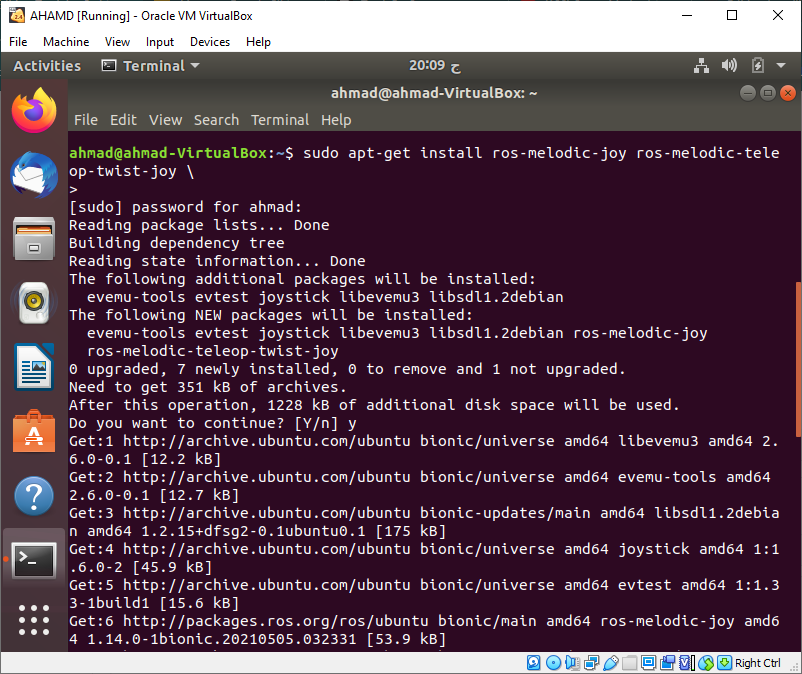 AHAMD [Running] - Oracle VM VirtualBox
File Machine View Input Devices Help
Activities Terminal 20:09 ح
ahmad@ahmad-VirtualBox: ~
File Edit View Search Terminal Help
ahmad@ahmad-VirtualBox:~$ sudo apt-get install ros-melodic-joy ros-melodic-tele
op-twist-joy \
>
[sudo] password for ahmad:
Reading package lists... Done
Building dependency tree
Reading state information... Done
The following additional packages will be installed:
  evemu-tools evtest joystick libevemu3 libsdl1.2debian
The following NEW packages will be installed:
  evemu-tools evtest joystick libevemu3 libsdl1.2debian ros-melodic-joy
  ros-melodic-teleop-twist-joy
0 upgraded, 7 newly installed, 0 to remove and 1 not upgraded.
Need to get 351 kB of archives.
After this operation, 1228 kB of additional disk space will be used.
Do you want to continue? [Y/n] y
Get:1 http://archive.ubuntu.com/ubuntu bionic/universe amd64 libevemu3 amd64 2.
6.0-0.1 [12.2 kB]
Get:2 http://archive.ubuntu.com/ubuntu bionic/universe amd64 evemu-tools amd64
2.6.0-0.1 [12.7 kB]
Get:3 http://archive.ubuntu.com/ubuntu bionic-updates/main amd64 libsdl1.2debia
n amd64 1.2.15+dfsg2-0.1ubuntu0.1 [175 kB]
Get:4 http://archive.ubuntu.com/ubuntu bionic/universe amd64 joystick amd64 1:1
.6.0-2 [45.9 kB]
Get:5 http://archive.ubuntu.com/ubuntu bionic/universe amd64 evtest amd64 1:1.3
3-1build1 [15.6 kB]
Get:6 http://packages.ros.org/ros/ubuntu bionic/main amd64 ros-melodic-joy amd6
4 1.14.0-1bionic.20210505.032331 [53.9 kB]
Right Ctrl